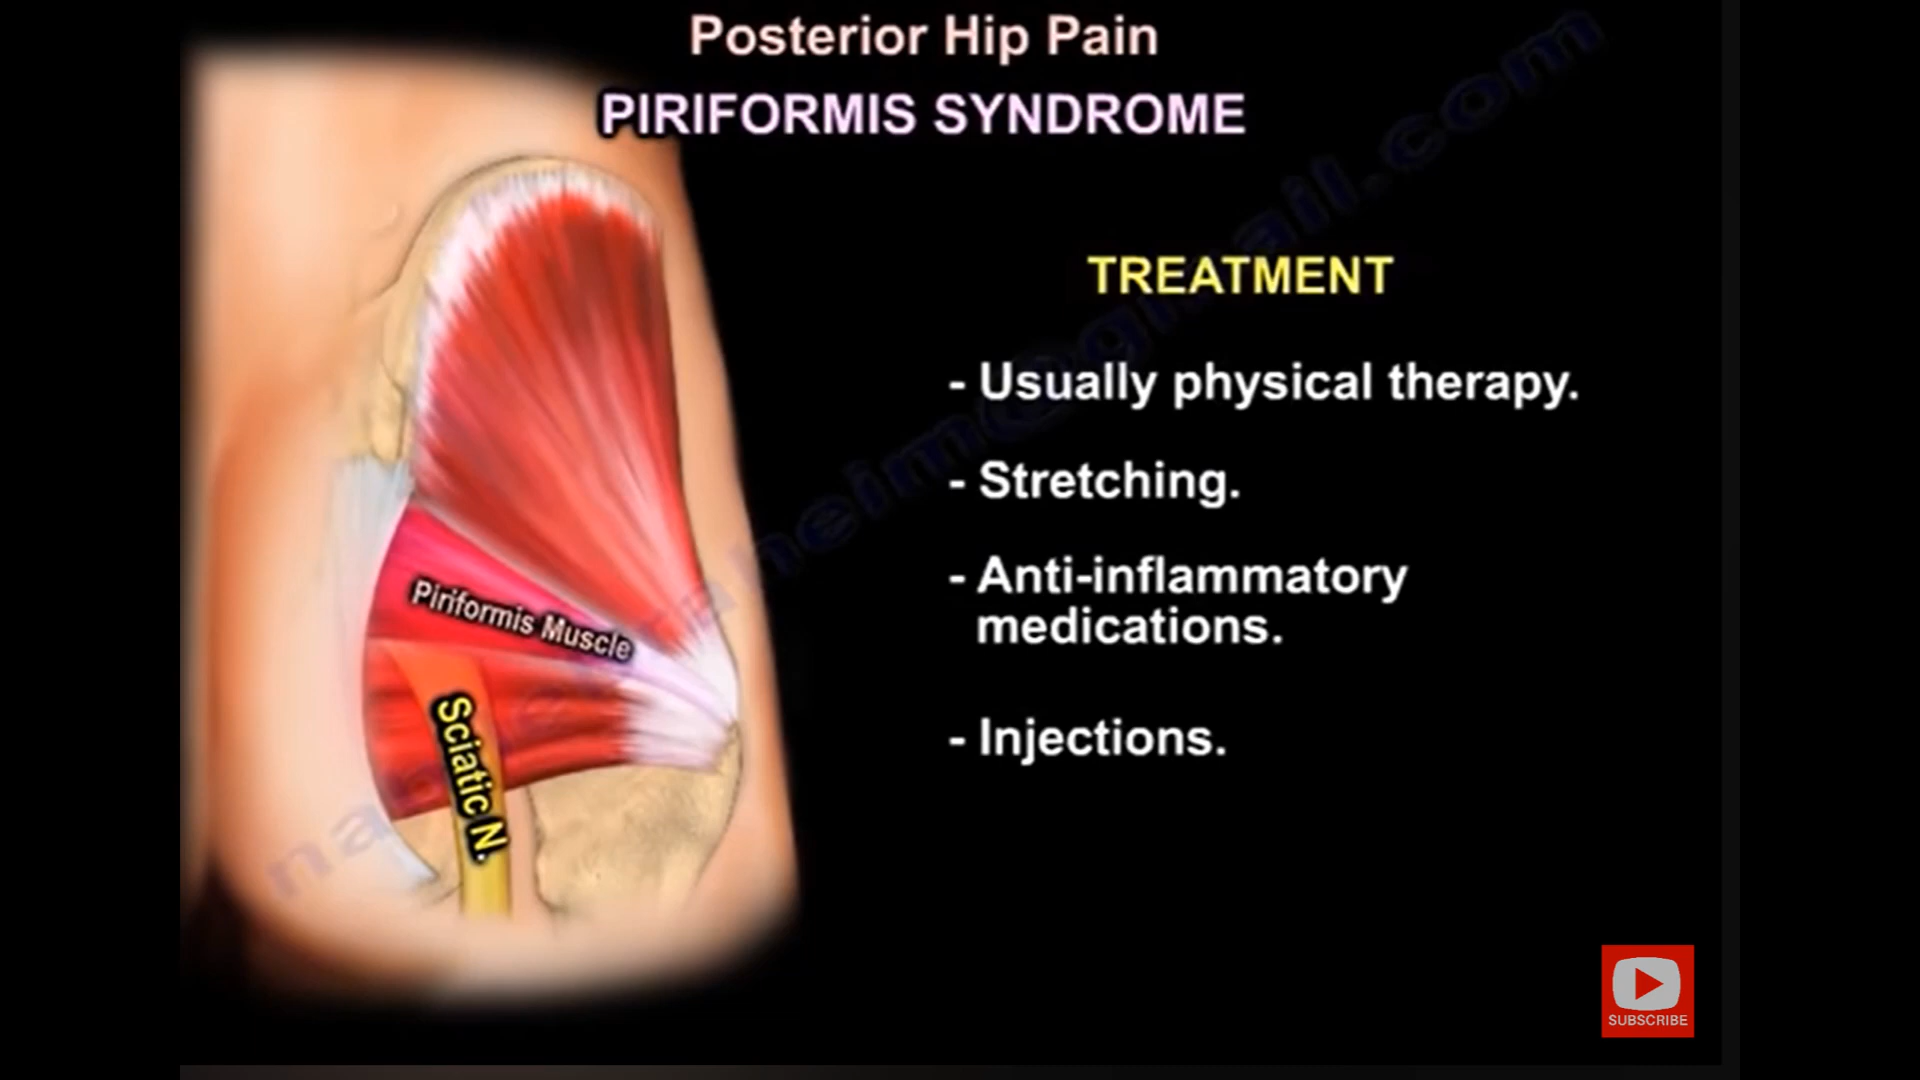 Posterior Hip Pain
PIRIFORMIS SYNDROME
TREATMENT
- Usually physical therapy.
- Stretching.
- Anti-inflammatory
medications.
- Injections.
Piriformis Muscle
Sciatic N.
SUBSCRIBE